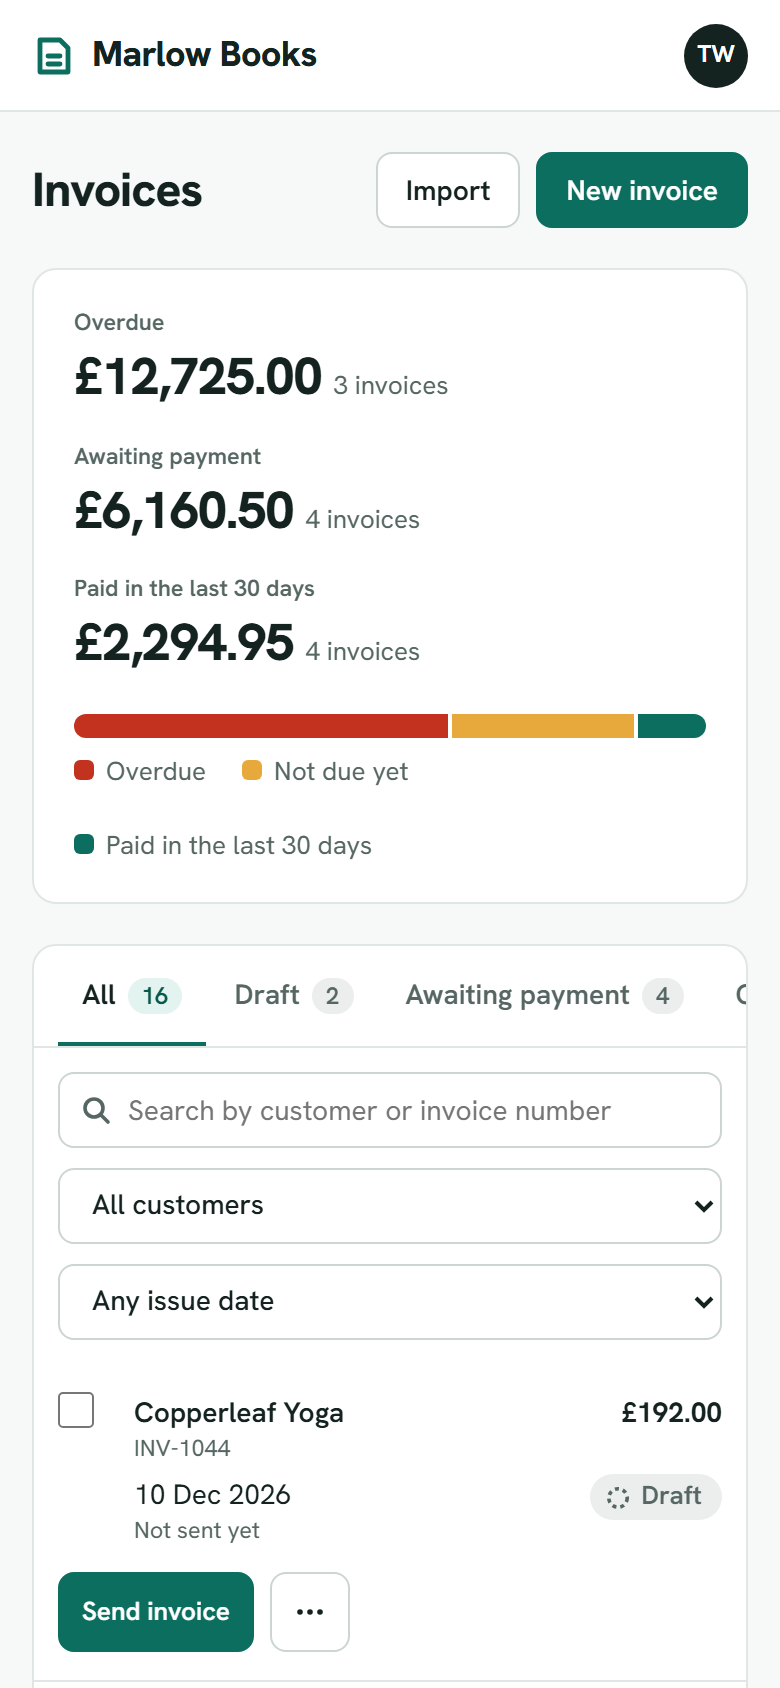 Marlow Books
TW
Invoices
Import
New invoice
Overdue
£12,725.00 3 invoices
Awaiting payment
£6,160.50 4 invoices
Paid in the last 30 days
£2,294.95 4 invoices
Overdue
Not due yet
Paid in the last 30 days
All 16
Draft 2
Awaiting payment 4
Search by customer or invoice number
All customers
Any issue date
Copperleaf Yoga
£192.00
INV-1044
10 Dec 2026
Draft
Not sent yet
Send invoice